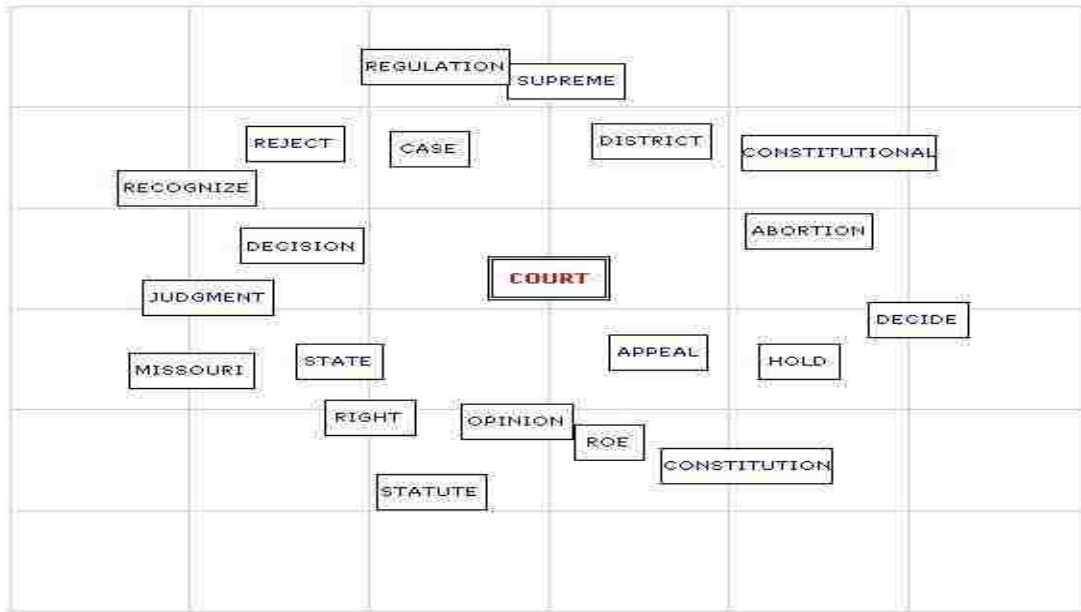 REGULATION
SUPREME
REJECT
CASE
DISTRICT
CONSTITUTIONAL
RECOGNIZE
DECISION
ABORTION
COURT
JUDGMENT
DECIDE
MISSOURI
STATE
APPEAL
HOLD
RIGHT
OPINION
ROE
CONSTITUTION
STATUTE